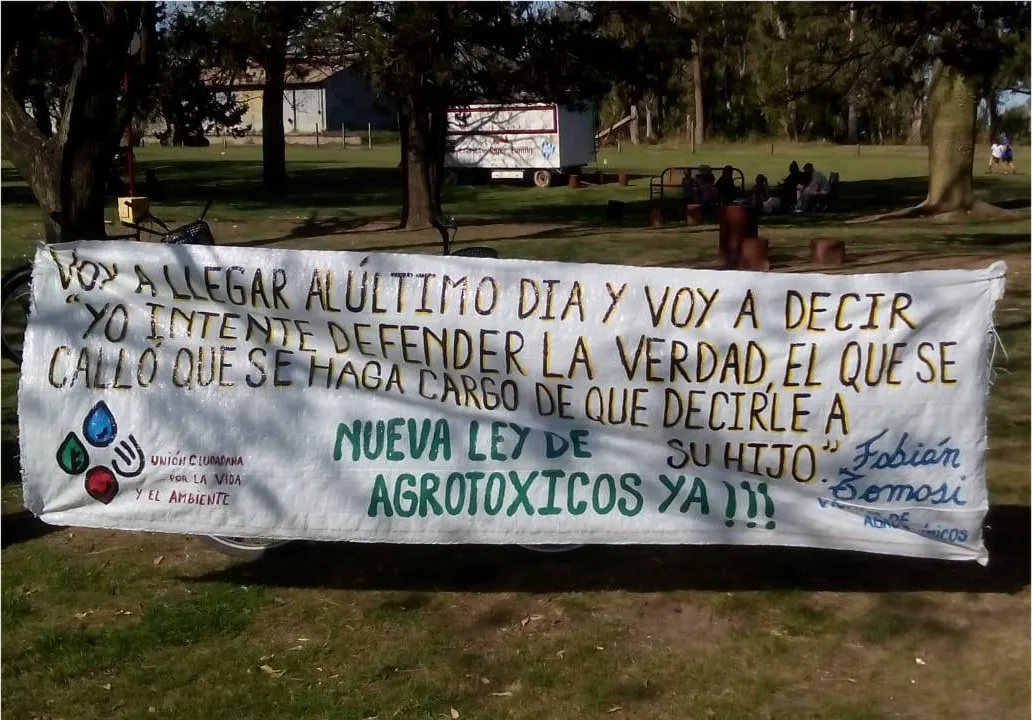 VOY A LLEGAR AL ÚLTIMO DIA Y VOY A DECIR
"YO INTENTE DEFENDER LA VERDAD, EL QUE SE
CALLÓ QUE SE HAGA CARGO DE QUE DECIRLE A
SU HIJO."
NUEVA LEY DE
AGROTOXICOS YA !!!
UNIÓN CIUDADANA
POR LA VIDA
Y EL AMBIENTE
Fabián
Tomasi